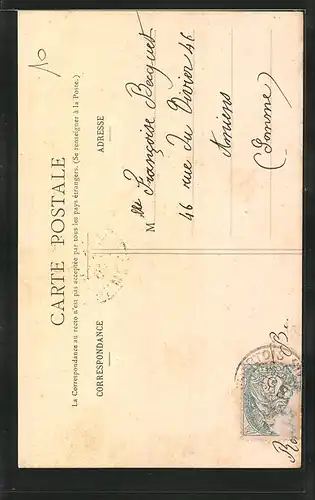 10
CARTE POSTALE
La Correspondance au recto n'est pas acceptée par tous les pays étrangers. (Se renseigner à la Poste.)
CORRESPONDANCE
ADRESSE
Mlle Françoise Bacquet
46 rue du Vivier 46
Amiens
(Somme)